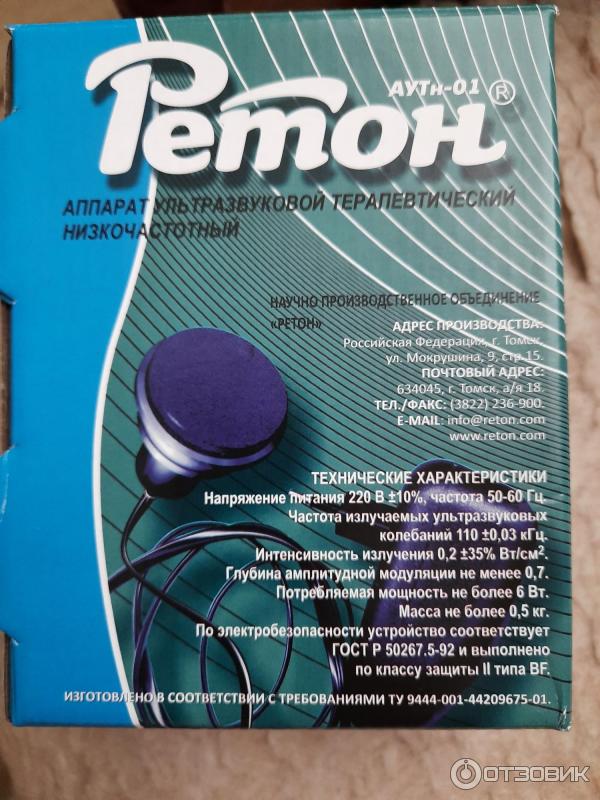 Ретон®
АУТн-01
АППАРАТ УЛЬТРАЗВУКОВОЙ ТЕРАПЕВТИЧЕСКИЙ
НИЗКОЧАСТОТНЫЙ
НАУЧНО ПРОИЗВОДСТВЕННОЕ ОБЪЕДИНЕНИЕ
«РЕТОН»
АДРЕС ПРОИЗВОДСТВА:
Российская Федерация, г. Томск,
ул. Мокрушина, 9, стр.15.
ПОЧТОВЫЙ АДРЕС:
634045, г. Томск, а/я 18.
ТЕЛ./ФАКС: (3822) 236-900.
E-MAIL: info@reton.com
www.reton.com
ТЕХНИЧЕСКИЕ ХАРАКТЕРИСТИКИ
Напряжение питания 220 В ±10%, частота 50-60 Гц.
Частота излучаемых ультразвуковых
колебаний 110 ±0,03 кГц.
Интенсивность излучения 0,2 ±35% Вт/см².
Глубина амплитудной модуляции не менее 0,7.
Потребляемая мощность не более 6 Вт.
Масса не более 0,5 кг.
По электробезопасности устройство соответствует
ГОСТ Р 50267.5-92 и выполнено
по классу защиты II типа BF.
ИЗГОТОВЛЕНО В СООТВЕТСТВИИ С ТРЕБОВАНИЯМИ ТУ 9444-001-44209675-01.
ОТЗОВИК